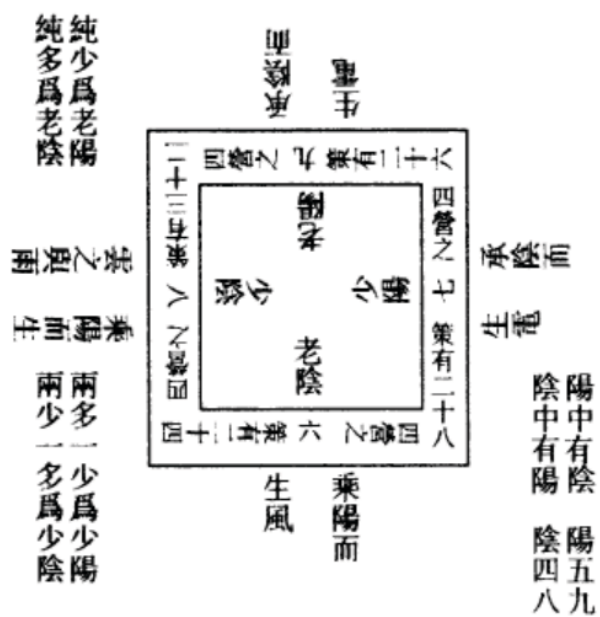 純少爲老陽
純多爲老陰
承陰而
生電
四營之九 策有三十六
四營之七 策有二十八
四營之六 策有二十四
四營之八 策有三十二
老陽
少陽
少陰
老陰
承陰而
生電
乘陽而生
雲之與雨
乘陽而
生風
陽中有陰 陽五九
陰中有陽 陰四八
兩多一少爲少陽
兩少一多爲少陰